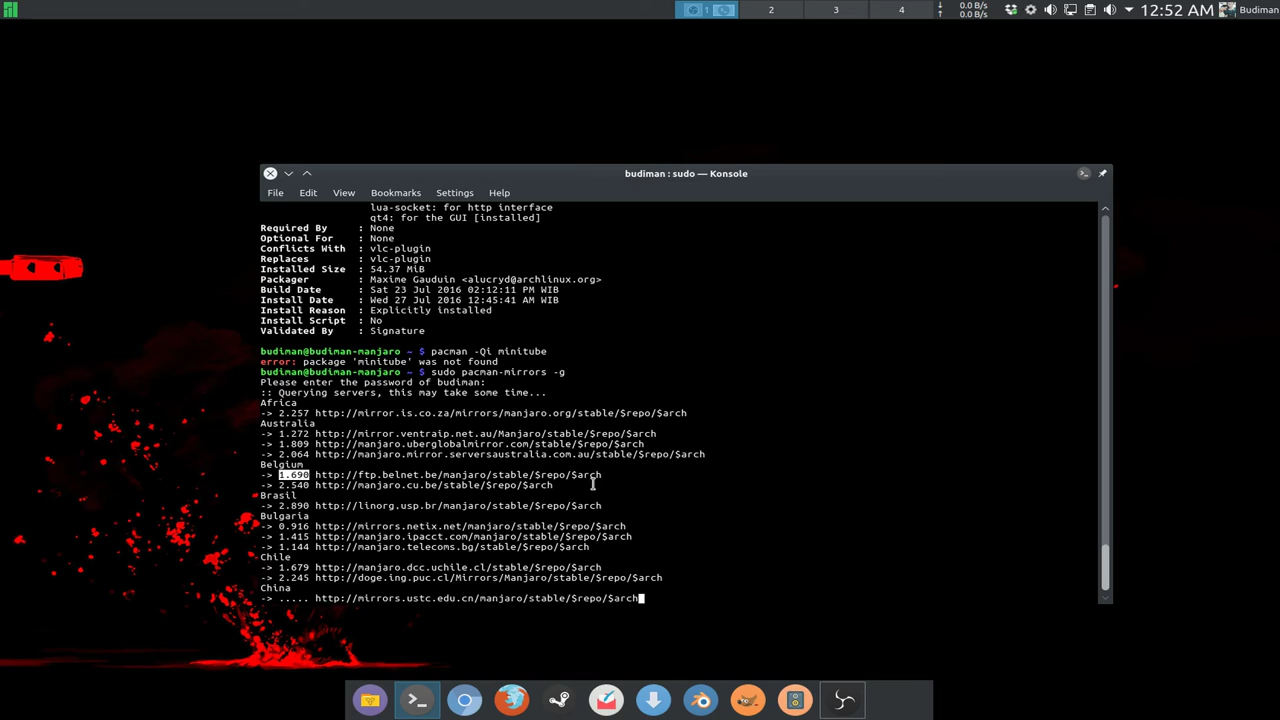 1 2 3 4 0.0 B/s 0.0 B/s 12:52 AM Budiman
budiman : sudo — Konsole
File Edit View Bookmarks Settings Help
lua-socket: for http interface
qt4: for the GUI [installed]
Required By : None
Optional For : None
Conflicts With : vlc-plugin
Replaces : vlc-plugin
Installed Size : 54.37 MiB
Packager : Maxime Gauduin <alucryd@archlinux.org>
Build Date : Sat 23 Jul 2016 02:12:11 PM WIB
Install Date : Wed 27 Jul 2016 12:45:41 AM WIB
Install Reason : Explicitly installed
Install Script : No
Validated By : Signature
budiman@budiman-manjaro ~ $ pacman -Qi minitube
error: package 'minitube' was not found
budiman@budiman-manjaro ~ $ sudo pacman-mirrors -g
Please enter the password of budiman:
:: Querying servers, this may take some time...
Africa
-> 2.257 http://mirror.is.co.za/mirrors/manjaro.org/stable/$repo/$arch
Australia
-> 1.272 http://mirror.ventraip.net.au/Manjaro/stable/$repo/$arch
-> 1.809 http://manjaro.uberglobalmirror.com/stable/$repo/$arch
-> 2.064 http://manjaro.mirror.serversaustralia.com.au/stable/$repo/$arch
Belgium
-> 1.690 http://ftp.belnet.be/manjaro/stable/$repo/$arch
-> 2.540 http://manjaro.cu.be/stable/$repo/$arch
Brasil
-> 2.890 http://linorg.usp.br/manjaro/stable/$repo/$arch
Bulgaria
-> 0.916 http://mirrors.netix.net/manjaro/stable/$repo/$arch
-> 1.415 http://manjaro.ipacct.com/manjaro/stable/$repo/$arch
-> 1.144 http://manjaro.telecoms.bg/stable/$repo/$arch
Chile
-> 1.679 http://manjaro.dcc.uchile.cl/stable/$repo/$arch
-> 2.245 http://doge.ing.puc.cl/Mirrors/Manjaro/stable/$repo/$arch
China
-> ..... http://mirrors.ustc.edu.cn/manjaro/stable/$repo/$arch